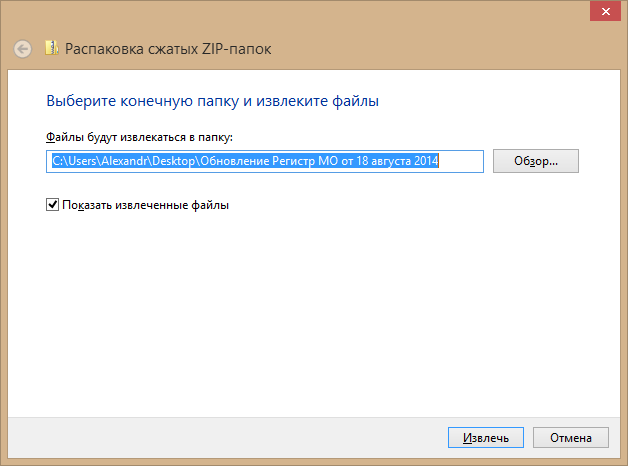 Распаковка сжатых ZIP-папок
Выберите конечную папку и извлеките файлы
Файлы будут извлекаться в папку:
C:\Users\Alexandr\Desktop\Обновление Регистр МО от 18 августа 2014
Обзор...
Показать извлеченные файлы
Извлечь
Отмена